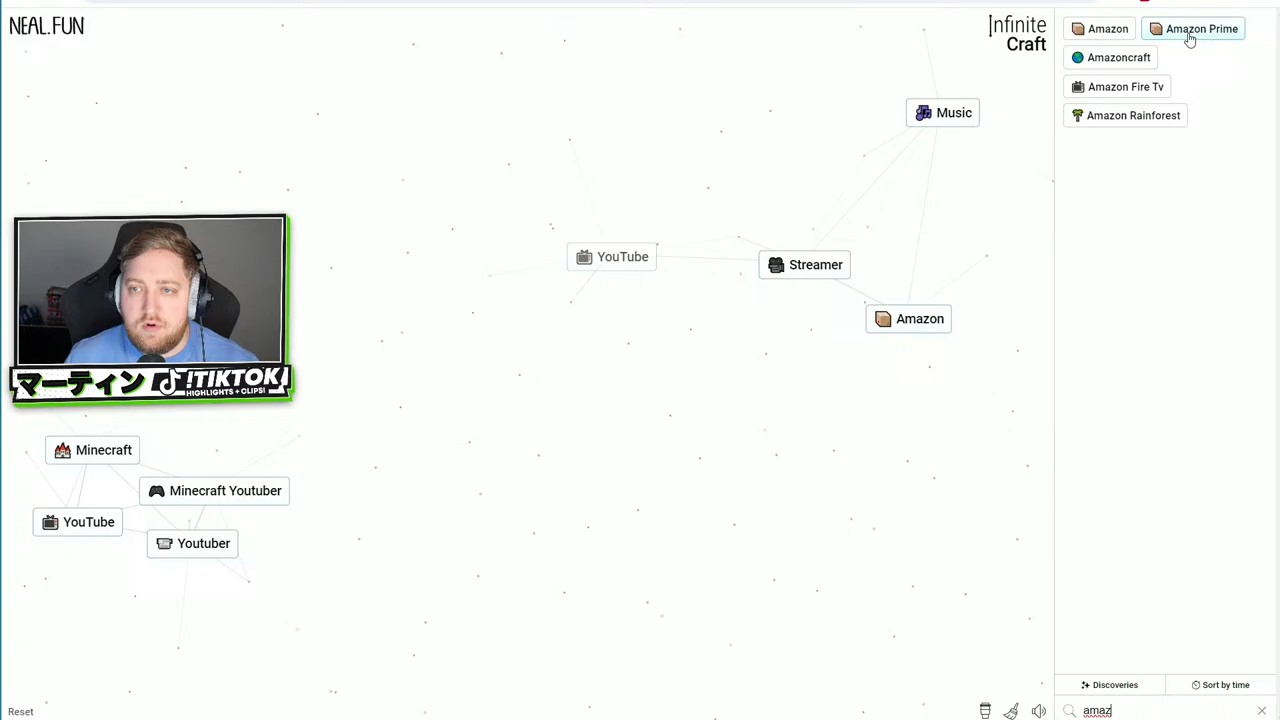 NEAL.FUN
Infinite
Craft
Amazon
Amazon Prime
Amazoncraft
Amazon Fire Tv
Amazon Rainforest
Music
YouTube
Streamer
Amazon
マーティン
!TIKTOK
HIGHLIGHTS + CLIPS!
Minecraft
Minecraft Youtuber
YouTube
Youtuber
Discoveries
Sort by time
Reset
amaz